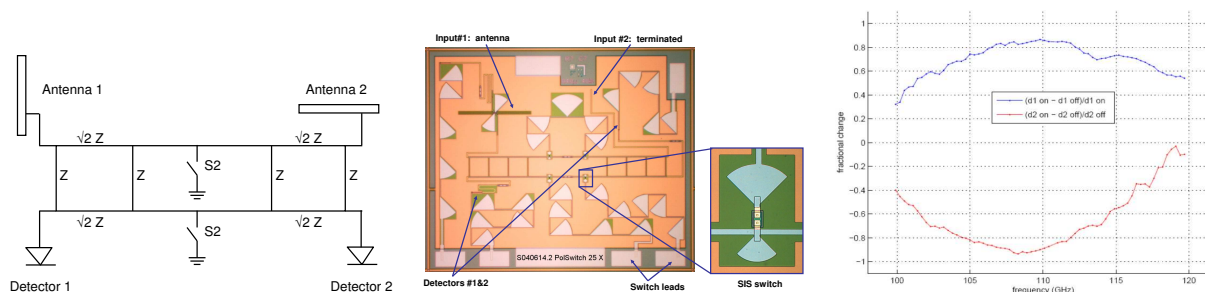 Antenna 1
Antenna 2
√2 Z
√2 Z
S2
Z
Z
Z
Z
√2 Z
√2 Z
S2
Detector 1
Detector 2
Input#1: antenna
Input #2: terminated
S040614.2 PolSwitch 25 X
Detectors #1&2
Switch leads
SIS switch
1
0.8
0.6
0.4
0.2
0
-0.2
-0.4
-0.6
-0.8
-1
fractional change
(d1 on - d1 off)/d1 on
(d2 on - d2 off)/d2 off
100
105
110
115
120
frequency (GHz)